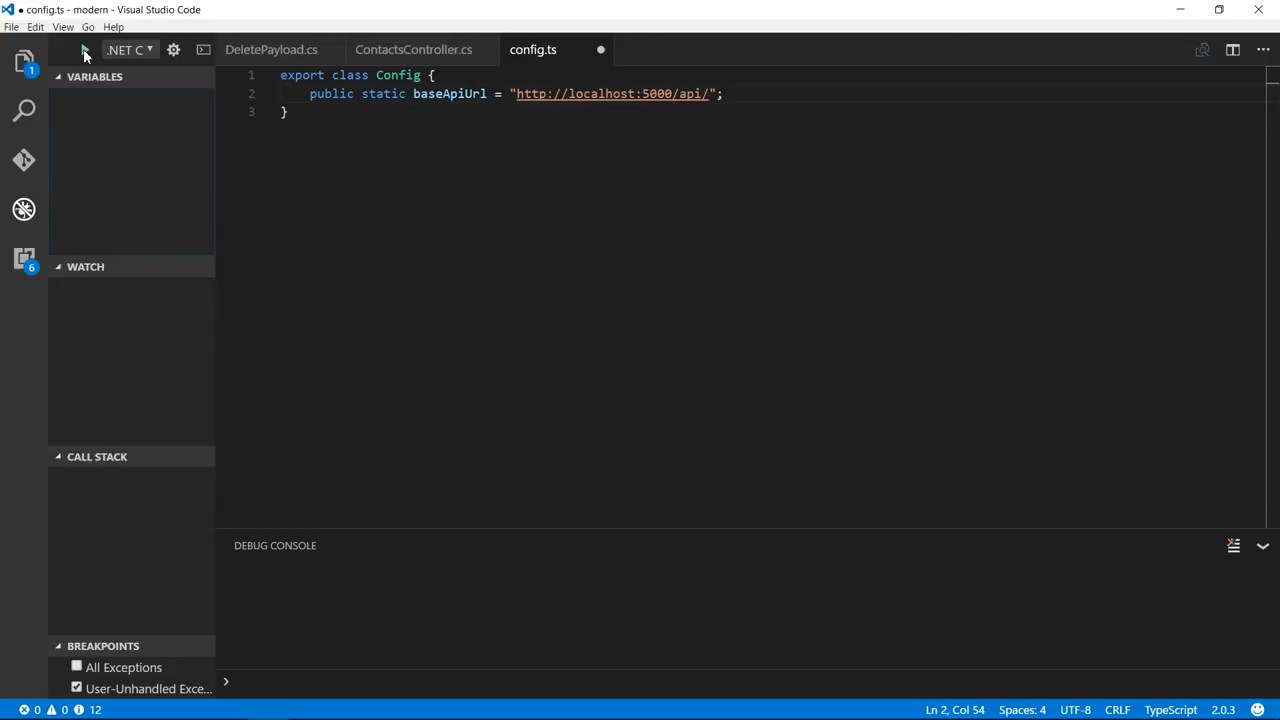 ● config.ts - modern - Visual Studio Code
File Edit View Go Help
.NET C
DeletePayload.cs ContactsController.cs config.ts
1
VARIABLES
1 export class Config {
2 public static baseApiUrl = "http://localhost:5000/api/";
3 }
6
WATCH
CALL STACK
DEBUG CONSOLE
BREAKPOINTS
All Exceptions
User-Unhandled Exce...
›
0 0 12 Ln 2, Col 54 Spaces: 4 UTF-8 CRLF TypeScript 2.0.3